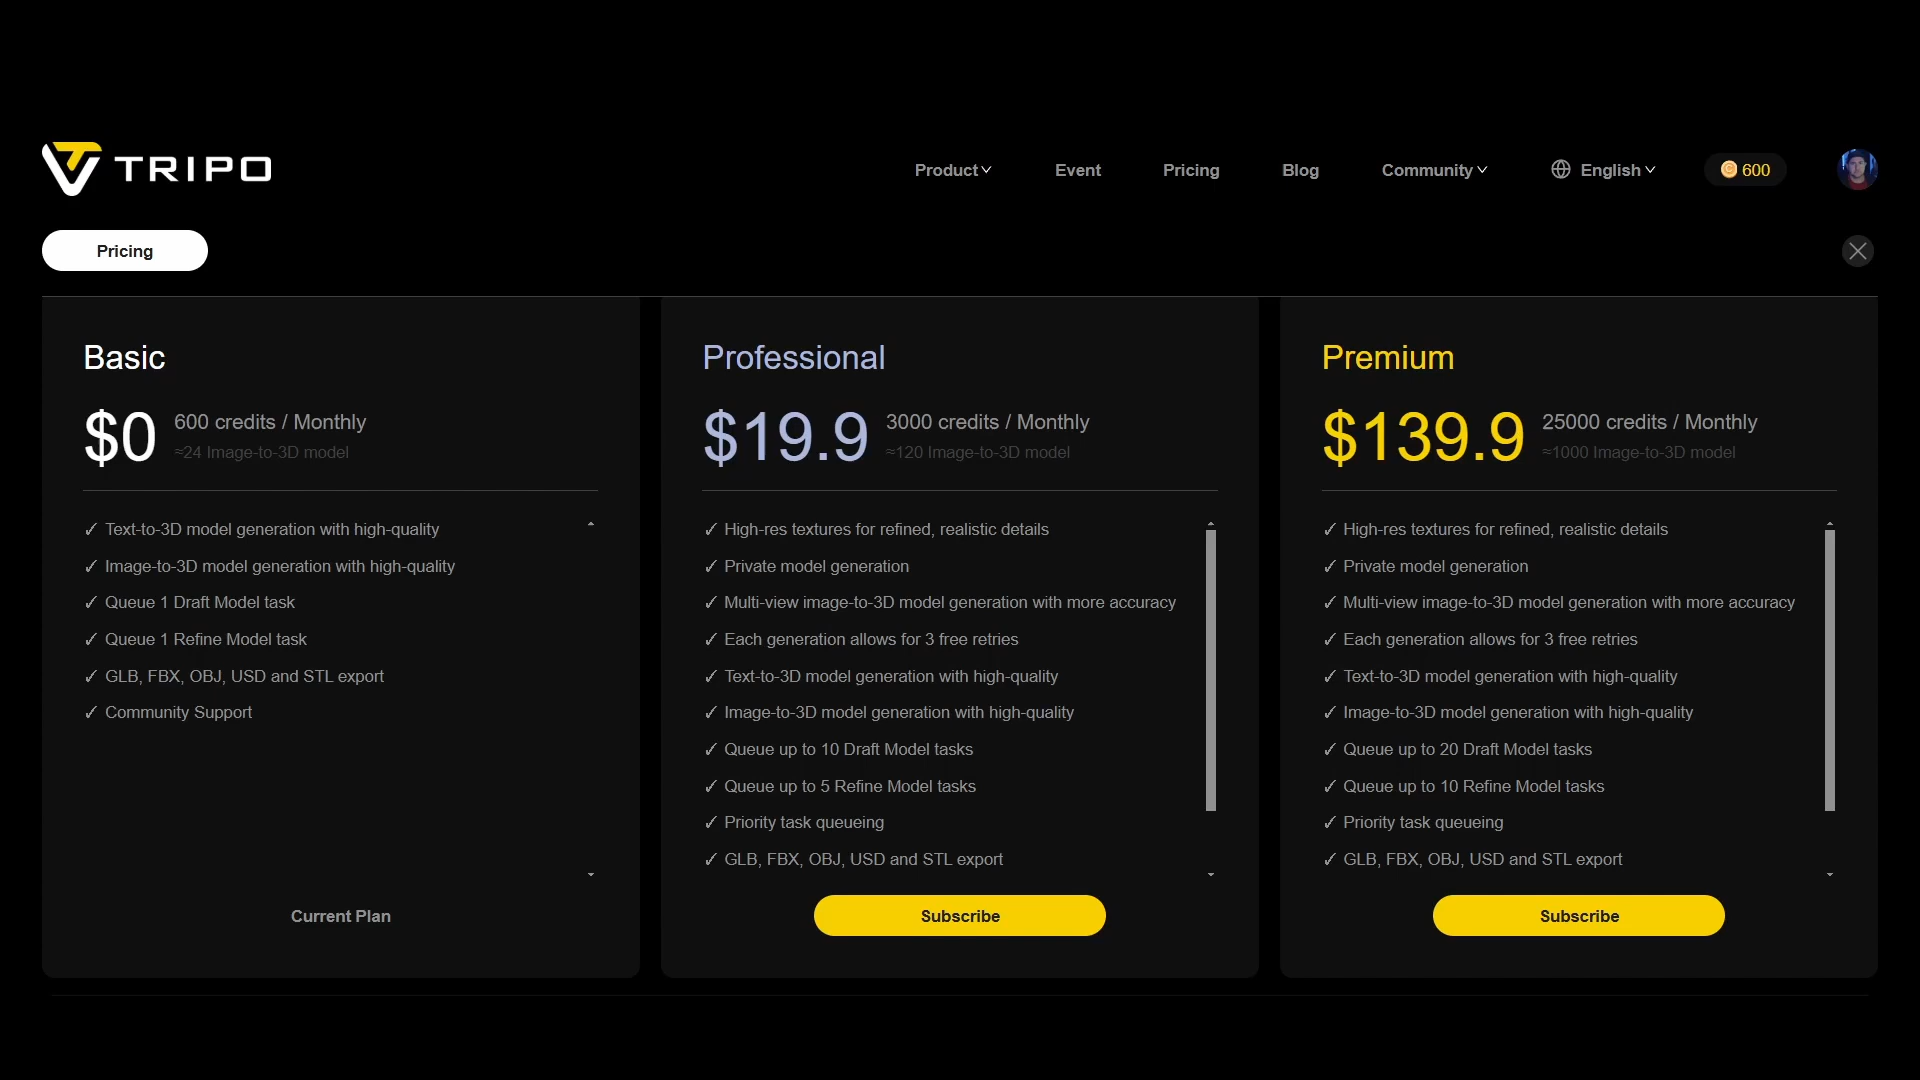 TRIPO
Product
Event
Pricing
Blog
Community
English
600
Pricing
Basic
$0
600 credits / Monthly
≈24 Image-to-3D model
✓ Text-to-3D model generation with high-quality
✓ Image-to-3D model generation with high-quality
✓ Queue 1 Draft Model task
✓ Queue 1 Refine Model task
✓ GLB, FBX, OBJ, USD and STL export
✓ Community Support
Current Plan
Professional
$19.9
3000 credits / Monthly
≈120 Image-to-3D model
✓ High-res textures for refined, realistic details
✓ Private model generation
✓ Multi-view image-to-3D model generation with more accuracy
✓ Each generation allows for 3 free retries
✓ Text-to-3D model generation with high-quality
✓ Image-to-3D model generation with high-quality
✓ Queue up to 10 Draft Model tasks
✓ Queue up to 5 Refine Model tasks
✓ Priority task queueing
✓ GLB, FBX, OBJ, USD and STL export
Subscribe
Premium
$139.9
25000 credits / Monthly
≈1000 Image-to-3D model
✓ High-res textures for refined, realistic details
✓ Private model generation
✓ Multi-view image-to-3D model generation with more accuracy
✓ Each generation allows for 3 free retries
✓ Text-to-3D model generation with high-quality
✓ Image-to-3D model generation with high-quality
✓ Queue up to 20 Draft Model tasks
✓ Queue up to 10 Refine Model tasks
✓ Priority task queueing
✓ GLB, FBX, OBJ, USD and STL export
Subscribe